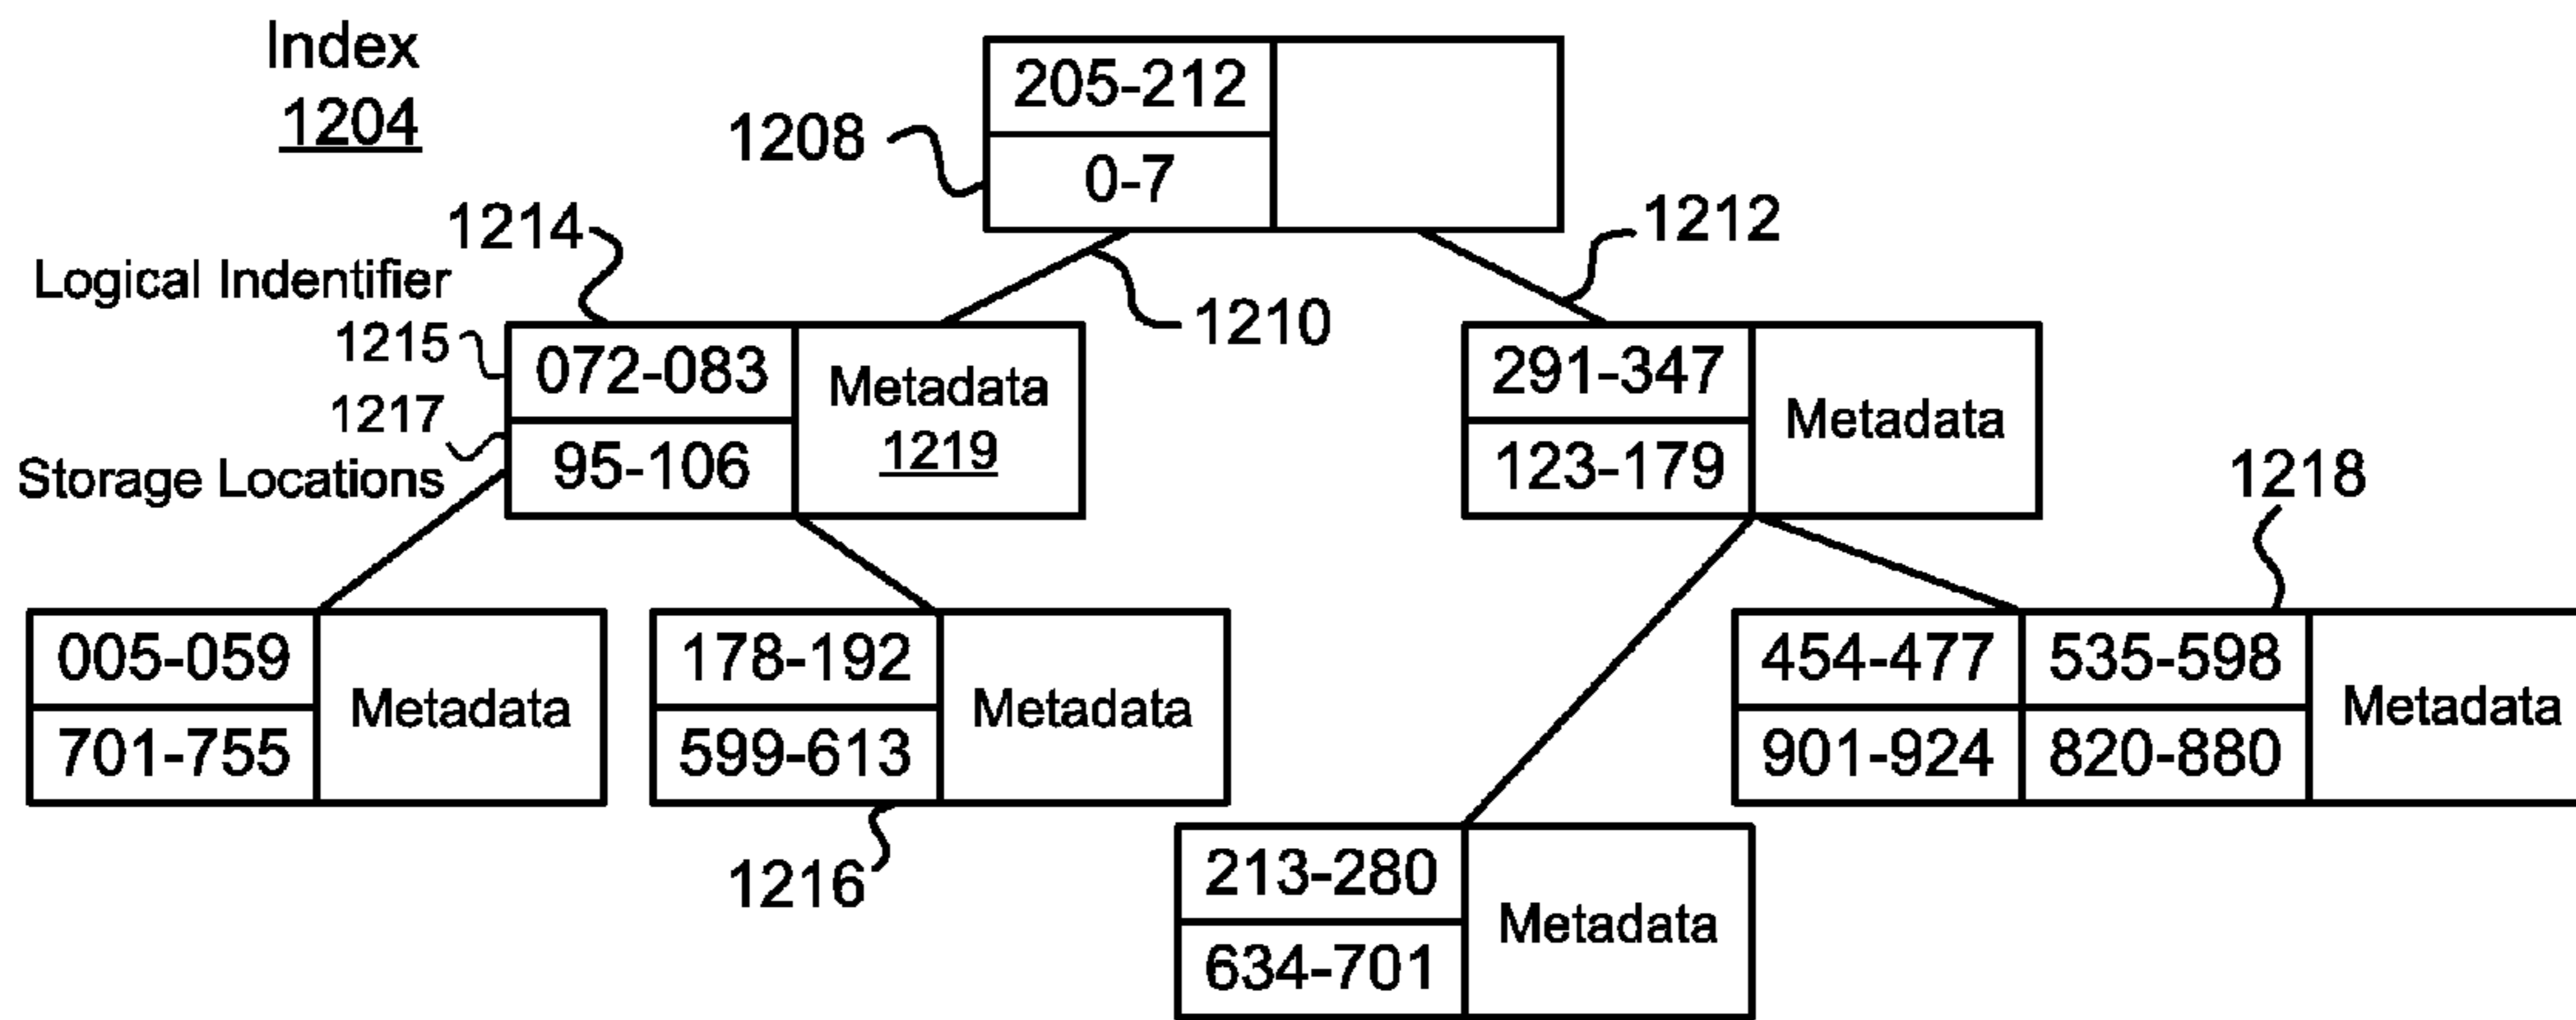 Index
1204
205-212
0-7
1208
1214
1212
Logical Indentifier
1210
1215
072-083
Metadata
1219
291-347
Metadata
1217
95-106
123-179
Storage Locations
1218
005-059
701-755
Metadata
178-192
599-613
Metadata
454-477
535-598
901-924
820-880
Metadata
1216
213-280
634-701
Metadata